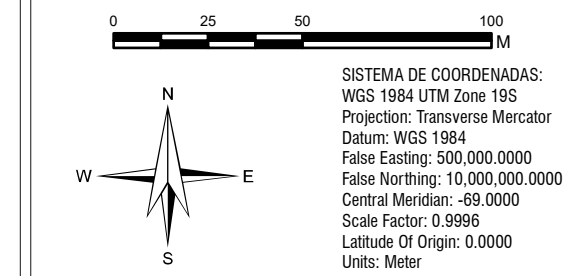 0 25 50 100
M
SISTEMA DE COORDENADAS:
WGS 1984 UTM Zone 19S
Projection: Transverse Mercator
Datum: WGS 1984
False Easting: 500,000.0000
False Northing: 10,000,000.0000
Central Meridian: -69.0000
Scale Factor: 0.9996
Latitude Of Origin: 0.0000
Units: Meter
N
W E
S